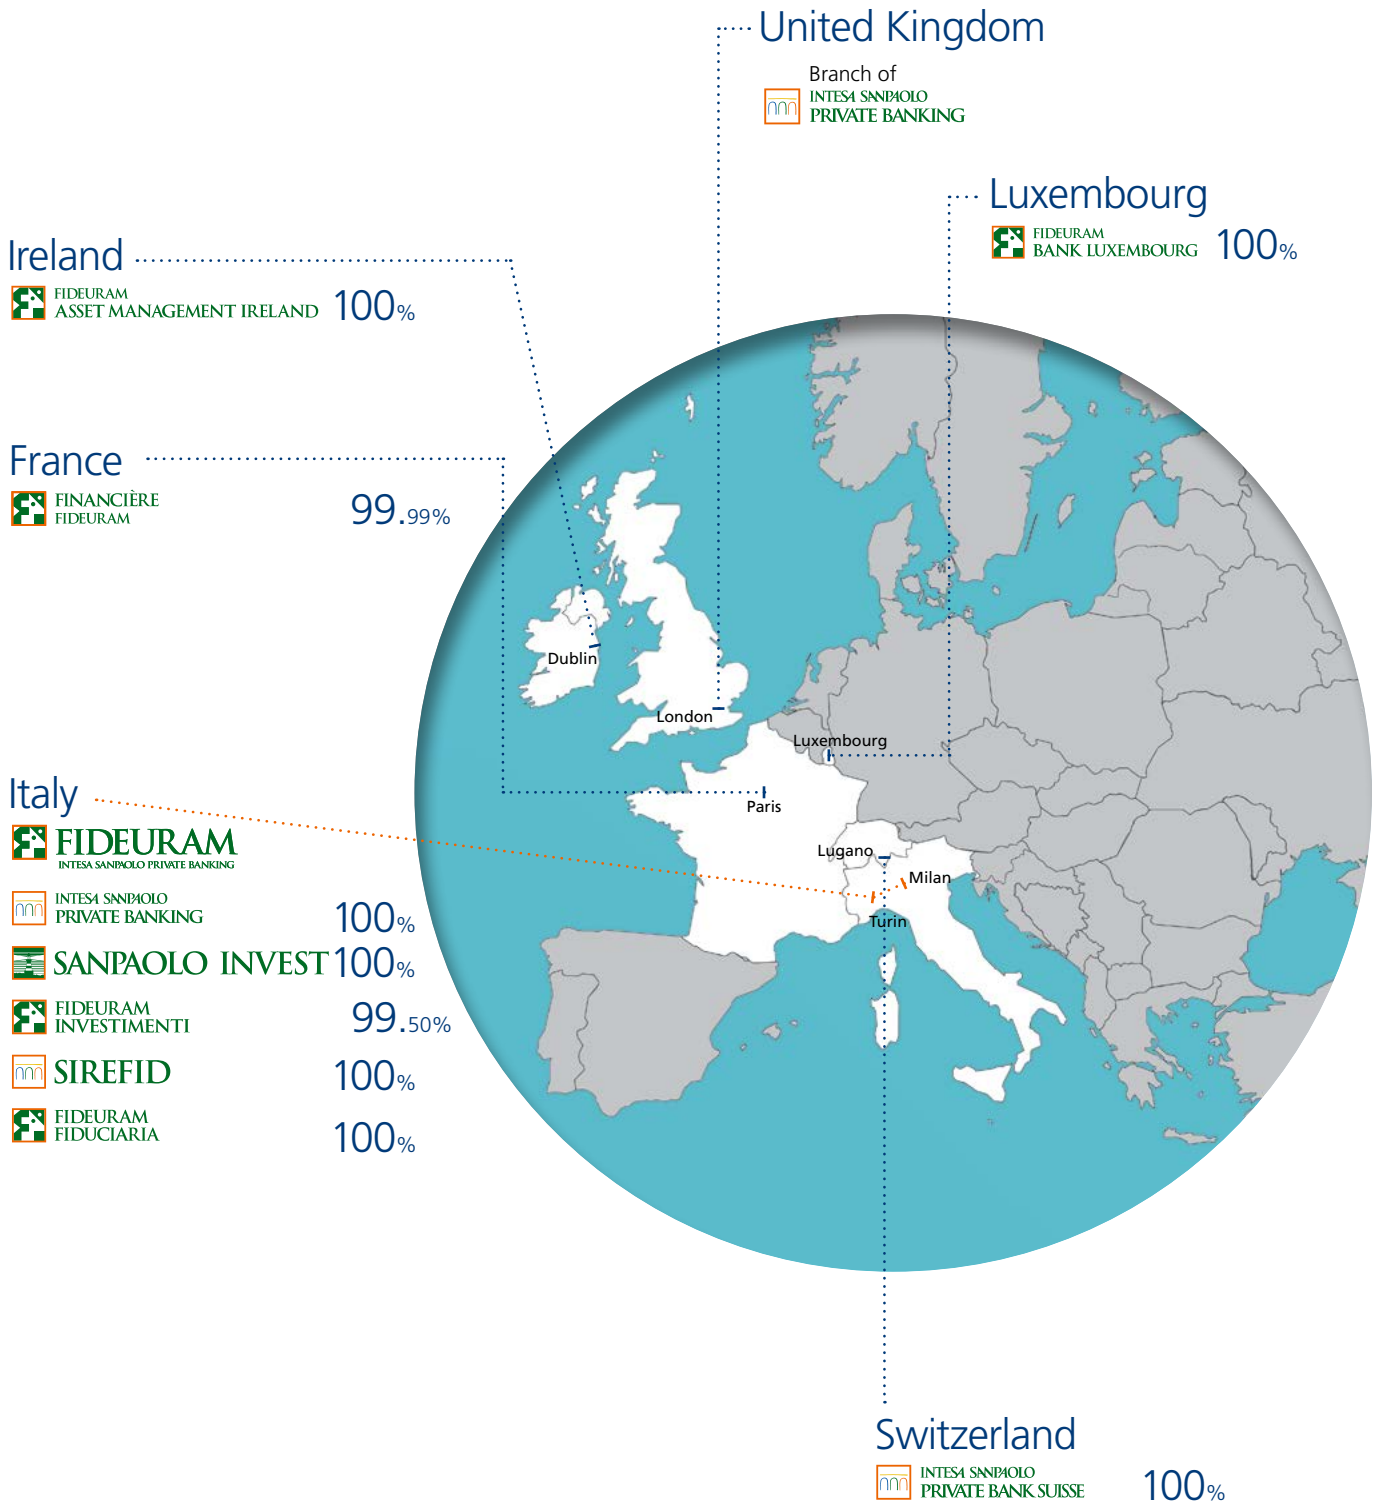 United Kingdom
Branch of
INTESA SANPAOLO
PRIVATE BANKING
Luxembourg
FIDEURAM
BANK LUXEMBOURG 100%
Ireland
FIDEURAM
ASSET MANAGEMENT IRELAND 100%
France
FINANCIÈRE
FIDEURAM
99.99%
Dublin
London
Luxembourg
Paris
Lugano
Milan
Turin
Italy
FIDEURAM
INTESA SANPAOLO PRIVATE BANKING
INTESA SANPAOLO
PRIVATE BANKING
100%
SANPAOLO INVEST 100%
FIDEURAM
INVESTIMENTI
99.50%
SIREFID 100%
FIDEURAM
FIDUCIARIA
100%
Switzerland
INTESA SANPAOLO
PRIVATE BANK SUISSE
100%